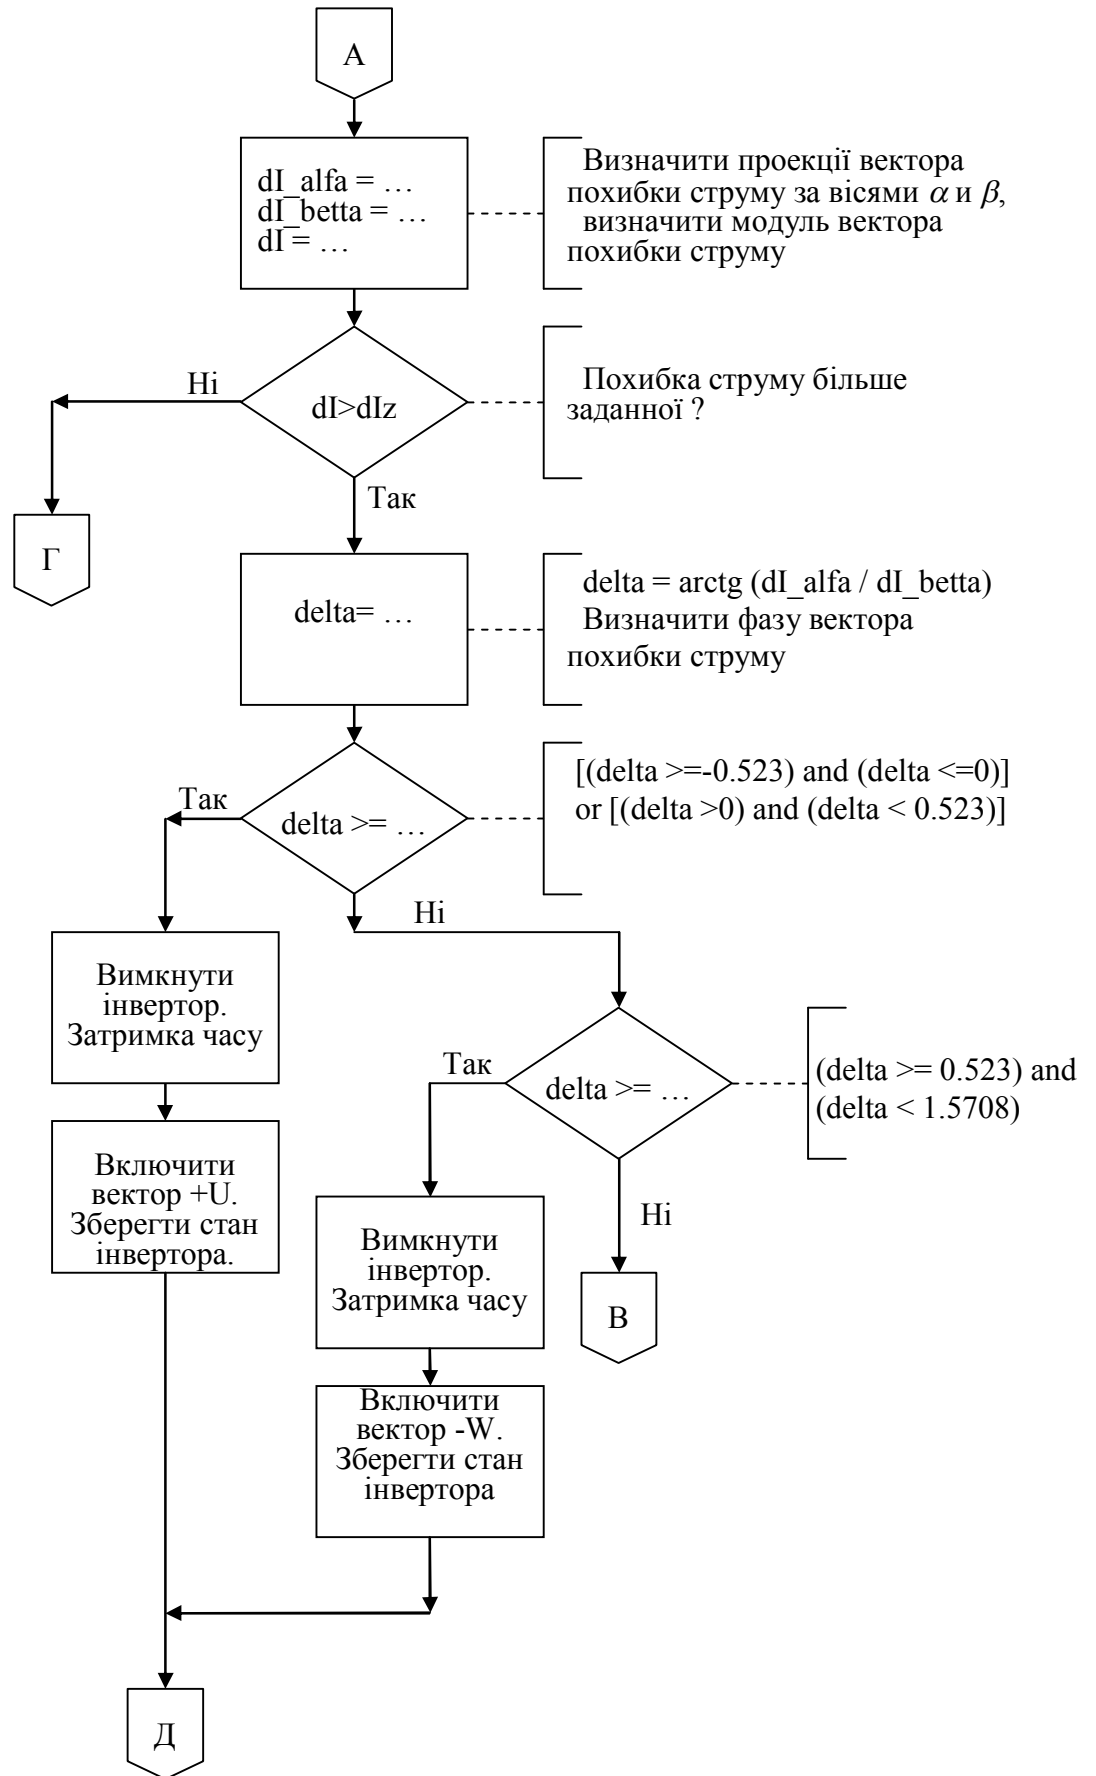 А
dI_alfa = …
dI_betta = …
dI = …
Визначити проекції вектора
похибки струму за вісями α и β,
визначити модуль вектора
похибки струму
Ні
dI>dIz
Похибка струму більше
заданної ?
Так
Г
delta= …
delta = arctg (dI_alfa / dI_betta)
Визначити фазу вектора
похибки струму
Так
delta >= …
[(delta >=-0.523) and (delta <=0)]
or [(delta >0) and (delta < 0.523)]
Ні
Вимкнути
інвертор.
Затримка часу
Так
delta >= …
(delta >= 0.523) and
(delta < 1.5708)
Включити
вектор +U.
Зберегти стан
інвертора.
Ні
Вимкнути
інвертор.
Затримка часу
В
Включити
вектор -W.
Зберегти стан
інвертора
Д